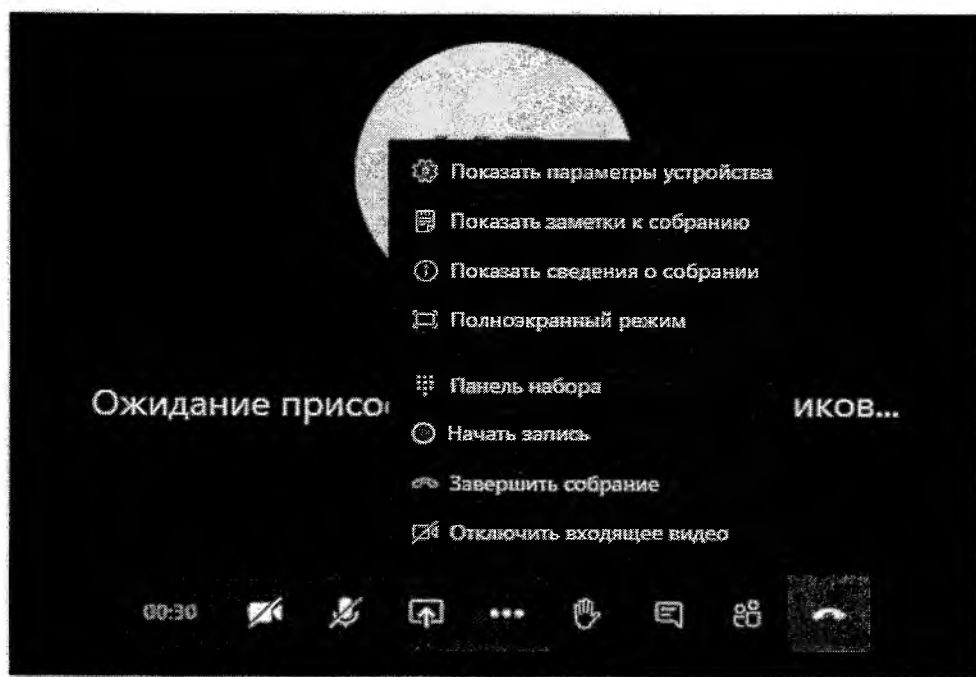 Показать параметры устройства
Показать заметки к собранию
Показать сведения о собрании
Полноэкранный режим
Панель набора
Ожидание присо иков...
Начать запись
Завершить собрание
Отключить входящее видео
00:30